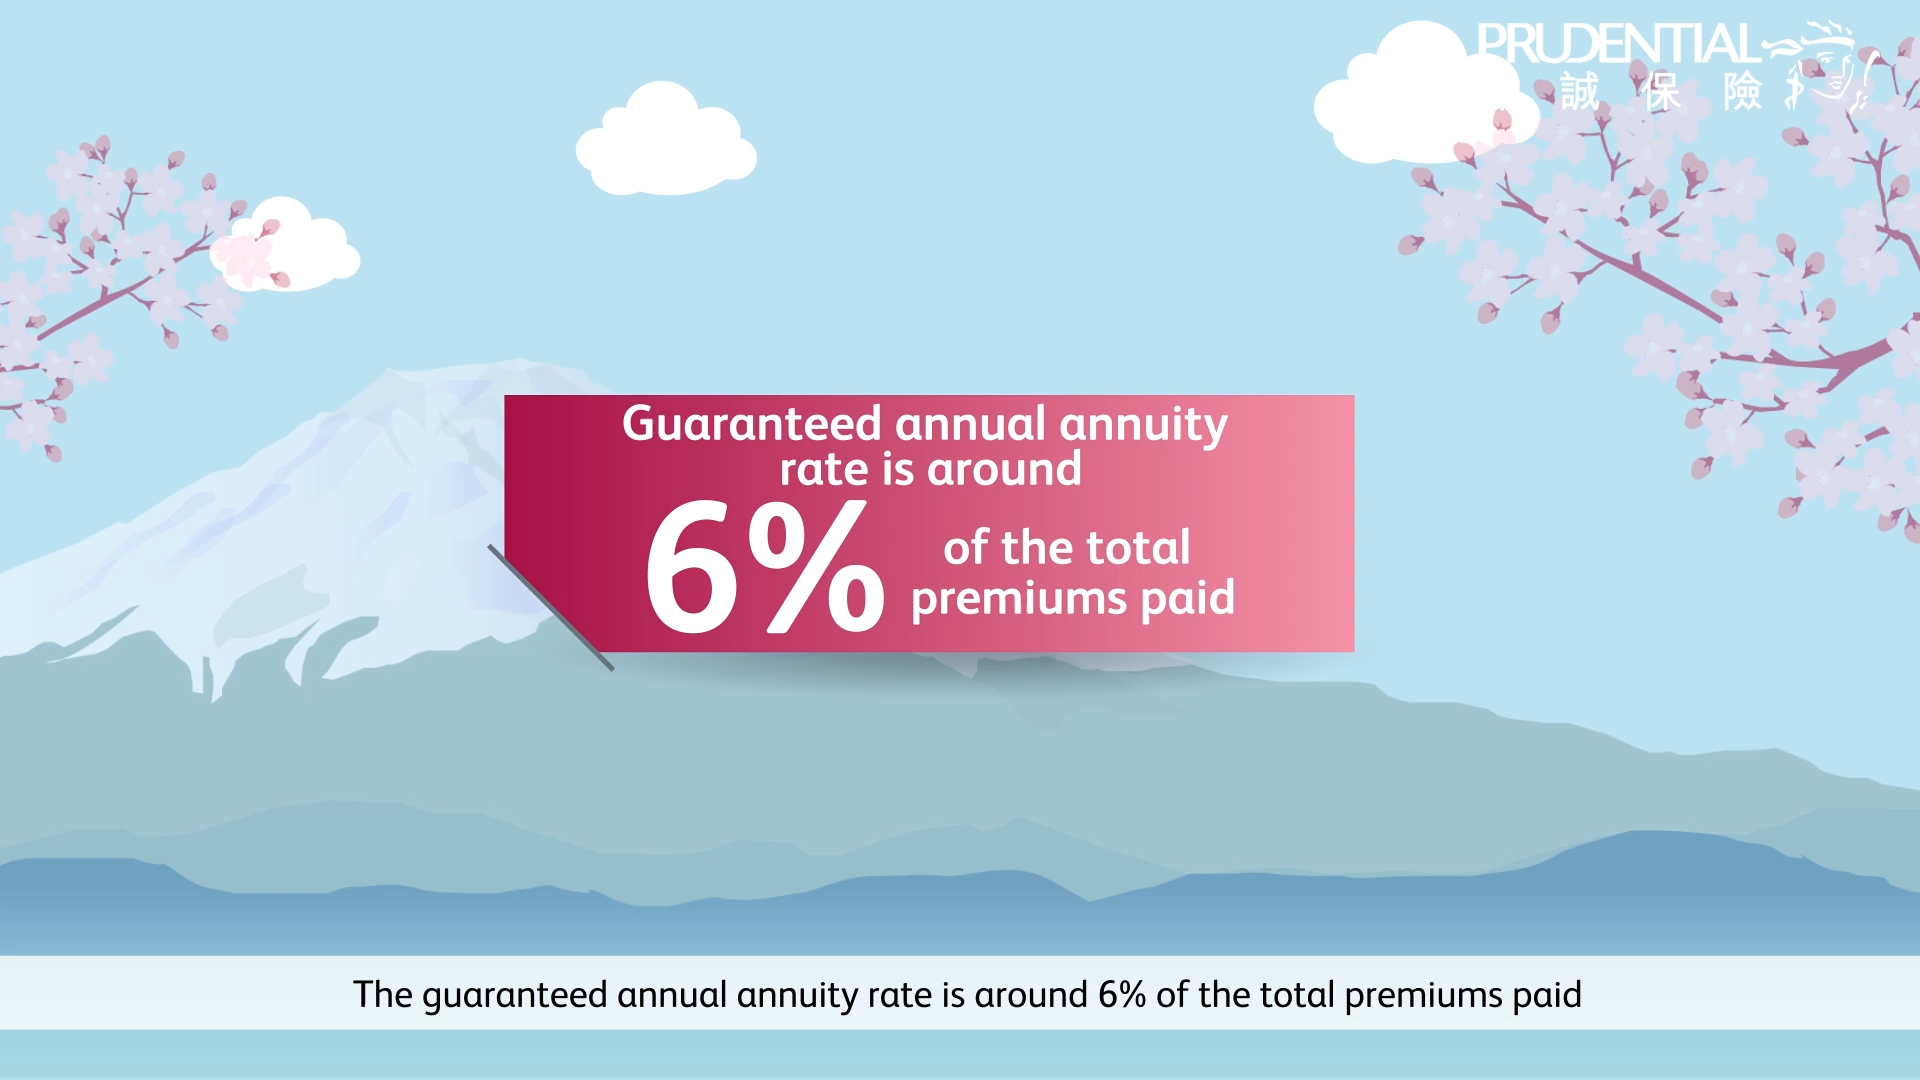 PRUDENTIAL
誠 保 險
Guaranteed annual annuity
rate is around
6% of the total
premiums paid
The guaranteed annual annuity rate is around 6% of the total premiums paid